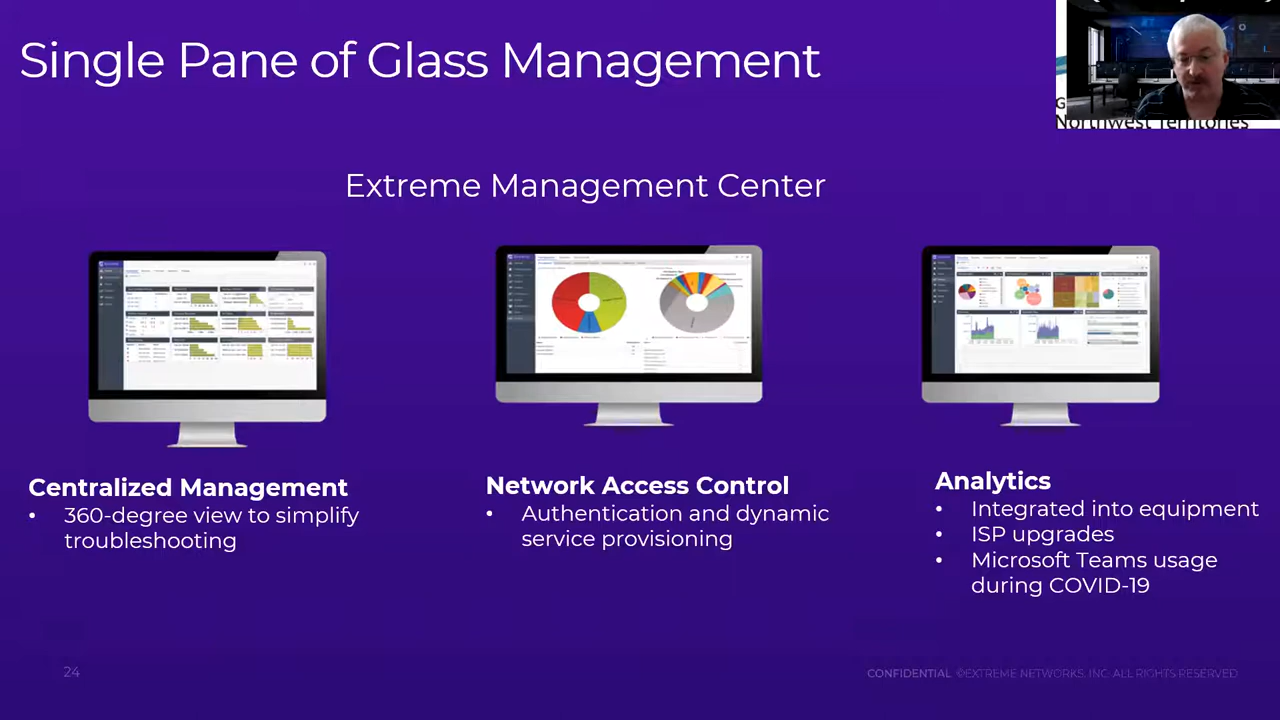 Single Pane of Glass Management
Northwest Territories
Extreme Management Center
Centralized Management
• 360-degree view to simplify
troubleshooting
Network Access Control
• Authentication and dynamic
service provisioning
Analytics
• Integrated into equipment
• ISP upgrades
• Microsoft Teams usage
during COVID-19
24
CONFIDENTIAL ©EXTREME NETWORKS, INC. ALL RIGHTS RESERVED